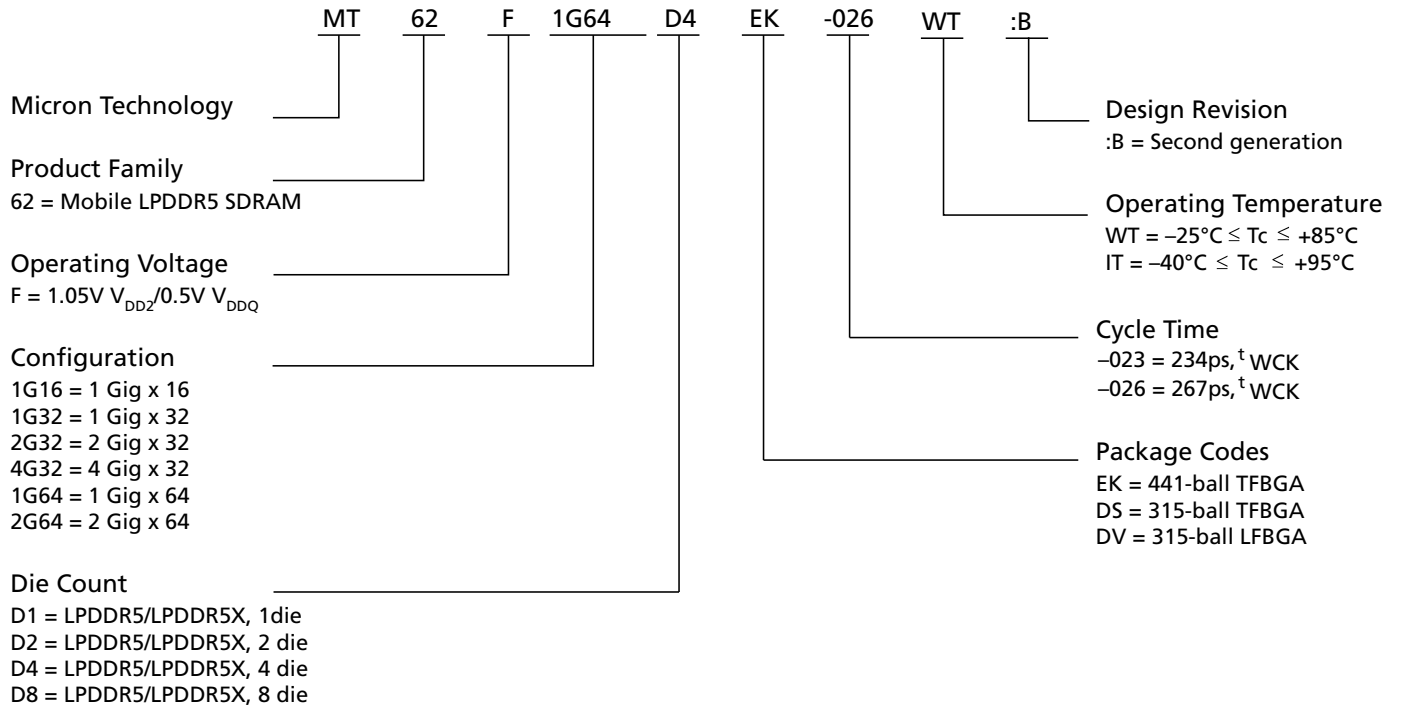 MT 62 F 1G64 D4 EK -026 WT :B
Micron Technology
Product Family
62 = Mobile LPDDR5 SDRAM
Operating Voltage
F = 1.05V VDD2/0.5V VDDQ
Configuration
1G16 = 1 Gig x 16
1G32 = 1 Gig x 32
2G32 = 2 Gig x 32
4G32 = 4 Gig x 32
1G64 = 1 Gig x 64
2G64 = 2 Gig x 64
Die Count
D1 = LPDDR5/LPDDR5X, 1die
D2 = LPDDR5/LPDDR5X, 2 die
D4 = LPDDR5/LPDDR5X, 4 die
D8 = LPDDR5/LPDDR5X, 8 die
Design Revision
:B = Second generation
Operating Temperature
WT = –25°C ≤ Tc ≤ +85°C
IT = –40°C ≤ Tc ≤ +95°C
Cycle Time
–023 = 234ps, t WCK
–026 = 267ps, t WCK
Package Codes
EK = 441-ball TFBGA
DS = 315-ball TFBGA
DV = 315-ball LFBGA